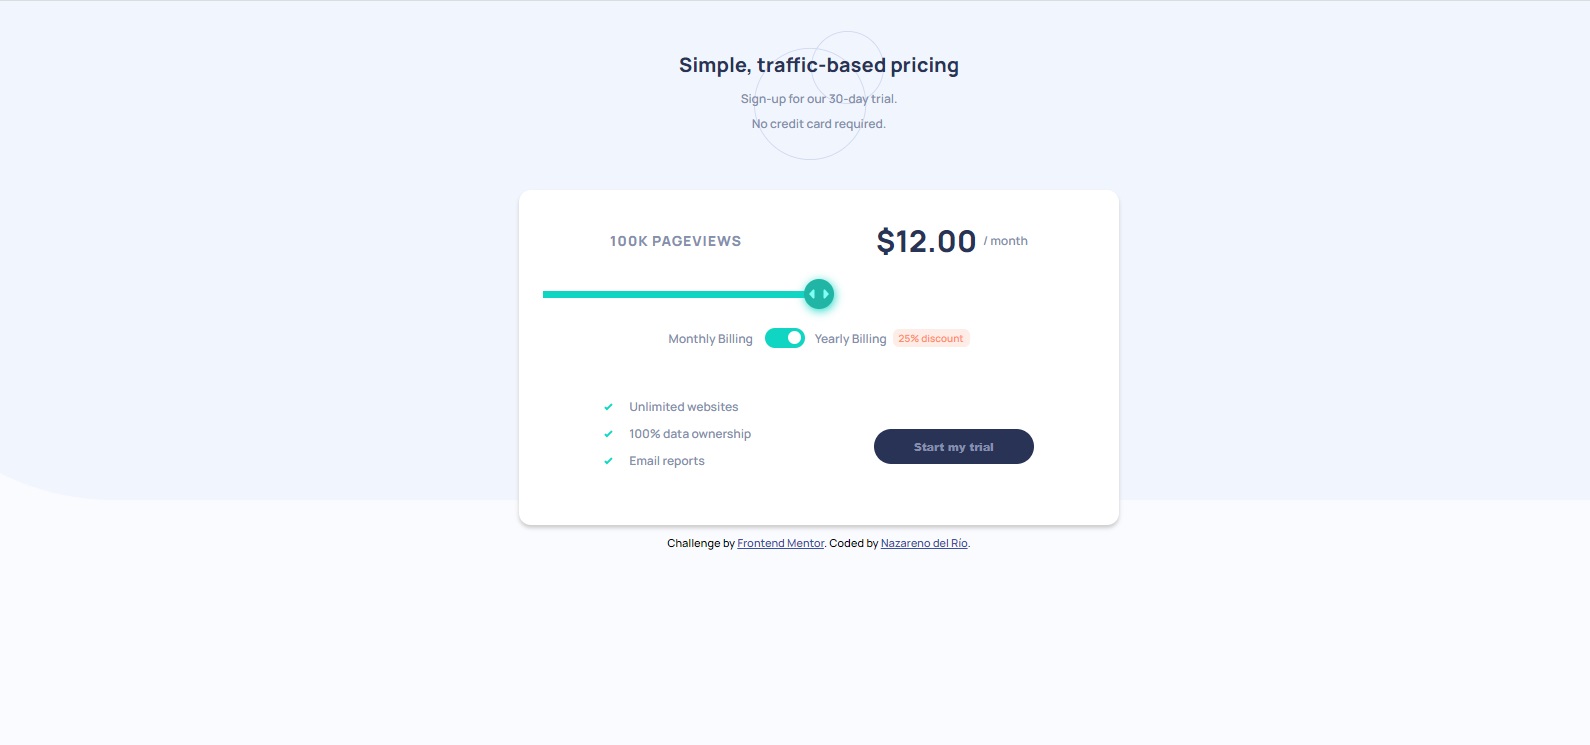 Simple, traffic-based pricing
Sign-up for our 30-day trial.
No credit card required.
100K PAGEVIEWS
$12.00 / month
Monthly Billing
Yearly Billing 25% discount
Unlimited websites
100% data ownership
Email reports
Start my trial
Challenge by Frontend Mentor. Coded by Nazareno del Río.